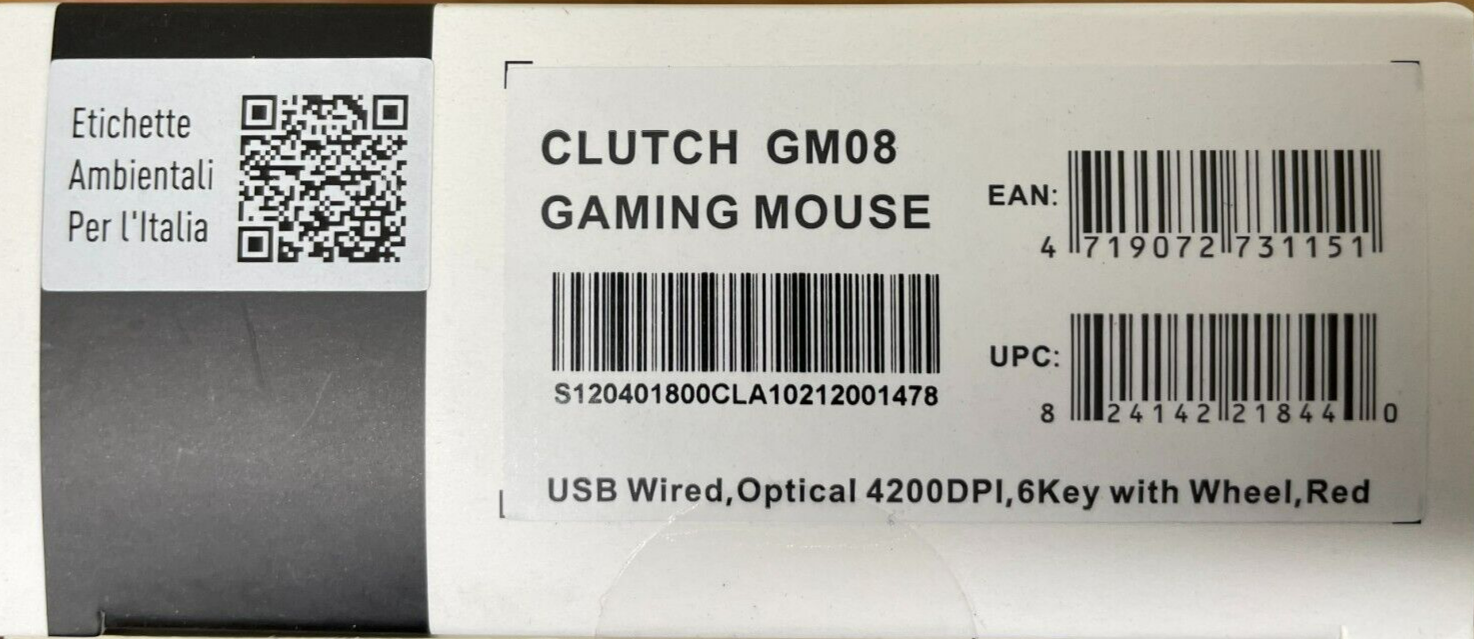 Etichette
Ambientali
Per l'Italia
CLUTCH GM08
GAMING MOUSE
S120401800CLA10212001478
EAN:
4 719072 731151
UPC:
8 24142 21844 0
USB Wired,Optical 4200DPI,6Key with Wheel,Red